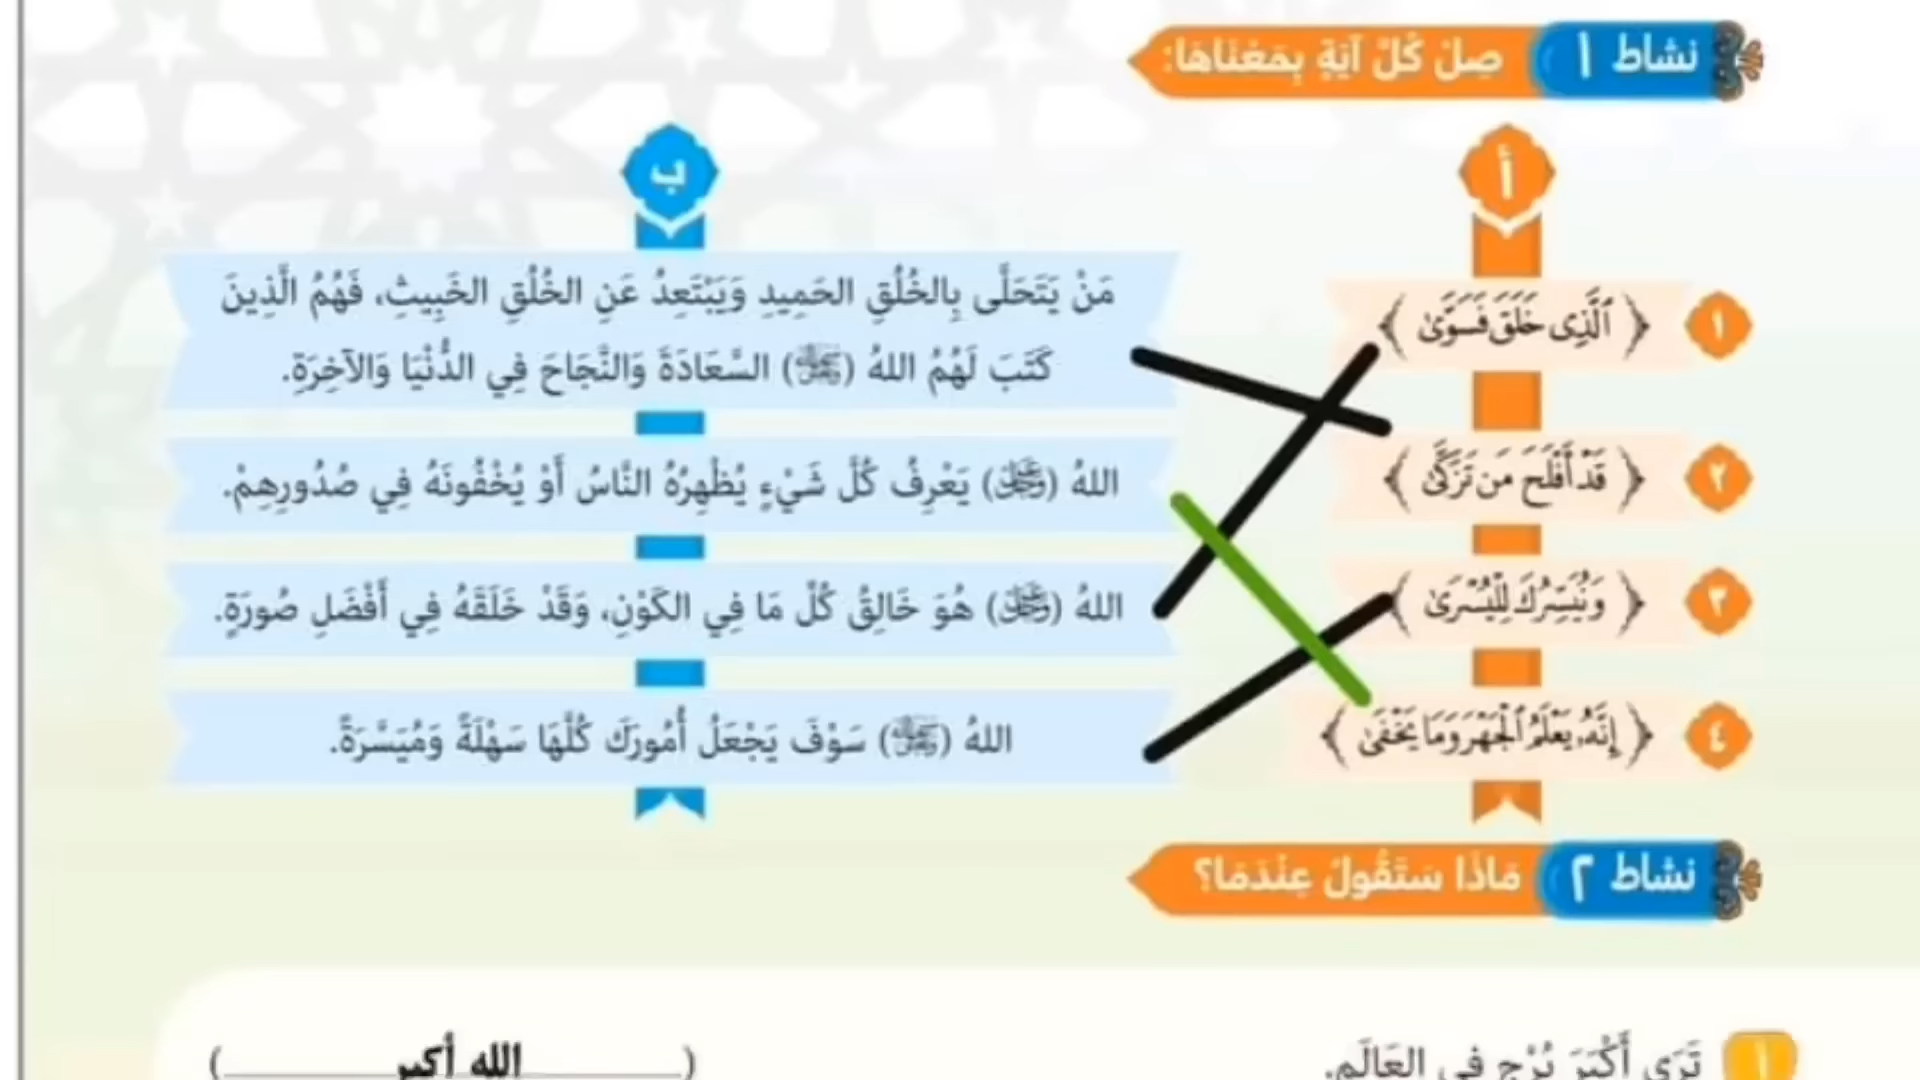 نشاط ١ صِلْ كُلَّ آيَةٍ بِمَعْنَاهَا:
أ
ب
١ ﴿ ٱلَّذِى خَلَقَ فَسَوَّىٰ ﴾
٢ ﴿ قَدْ أَفْلَحَ مَن تَزَكَّىٰ ﴾
٣ ﴿ وَنُيَسِّرُكَ لِلْيُسْرَىٰ ﴾
٤ ﴿ إِنَّهُۥ يَعْلَمُ ٱلْجَهْرَ وَمَا يَخْفَىٰ ﴾
مَنْ يَتَحَلَّى بِالخُلُقِ الحَمِيدِ وَيَبْتَعِدُ عَنِ الخُلُقِ الخَبِيثِ، فَهُمُ الَّذِينَ
كَتَبَ لَهُمُ اللهُ (ﷻ) السَّعَادَةَ وَالنَّجَاحَ فِي الدُّنْيَا وَالآخِرَةِ.
اللهُ (ﷻ) يَعْرِفُ كُلَّ شَيْءٍ يُظْهِرُهُ النَّاسُ أَوْ يُخْفُونَهُ فِي صُدُورِهِمْ.
اللهُ (ﷻ) هُوَ خَالِقُ كُلِّ مَا فِي الكَوْنِ، وَقَدْ خَلَقَهُ فِي أَفْضَلِ صُورَةٍ.
اللهُ (ﷻ) سَوْفَ يَجْعَلُ أُمُورَكَ كُلَّهَا سَهْلَةً وَمُيَسَّرَةً.
نشاط ٢ مَاذَا سَتَقُولُ عِنْدَمَا؟
١ تَرَى أَكْبَرَ بُرْجٍ فِي العَالَمِ.
(الله أكبر)